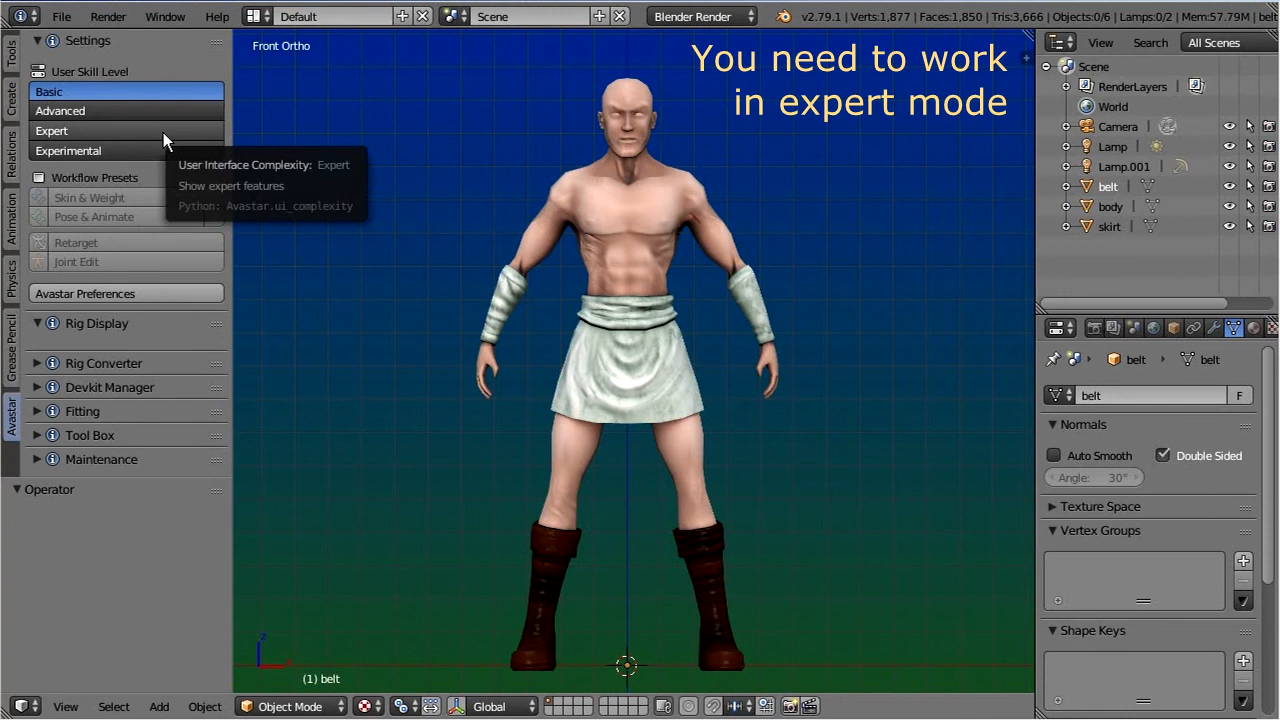 File Render Window Help Default Scene Blender Render v2.79.1 | Verts:1,877 | Faces:1,850 | Tris:3,666 | Objects:0/6 | Lamps:0/2 | Mem:57.79M | belt
Tools
Create
Relations
Animation
Physics
Grease Pencil
Avastar
Settings
User Skill Level
Basic
Advanced
Expert
Experimental
Workflow Presets
Skin & Weight
Pose & Animate
Retarget
Joint Edit
Avastar Preferences
Rig Display
Rig Converter
Devkit Manager
Fitting
Tool Box
Maintenance
Operator
User Interface Complexity: Expert
Show expert features
Python: Avastar.ui_complexity
Front Ortho
You need to work
in expert mode
(1) belt
View Select Add Object Object Mode Global
View Search All Scenes
Scene
RenderLayers
World
Camera
Lamp
Lamp.001
belt
body
skirt
belt belt
belt F
Normals
Auto Smooth Double Sided
Angle: 30°
Texture Space
Vertex Groups
Shape Keys